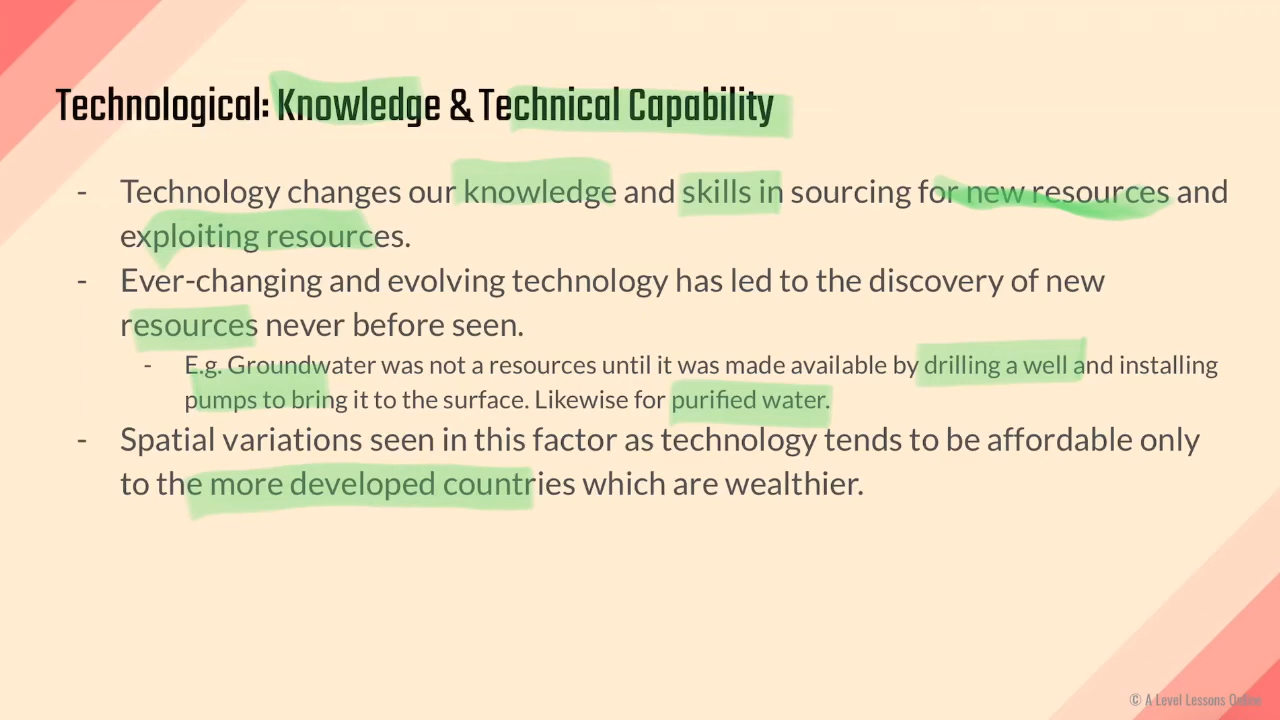 Technological: Knowledge & Technical Capability
- Technology changes our knowledge and skills in sourcing for new resources and
exploiting resources.
- Ever-changing and evolving technology has led to the discovery of new
resources never before seen.
- E.g. Groundwater was not a resources until it was made available by drilling a well and installing
pumps to bring it to the surface. Likewise for purified water.
- Spatial variations seen in this factor as technology tends to be affordable only
to the more developed countries which are wealthier.
© A Level Lessons Online